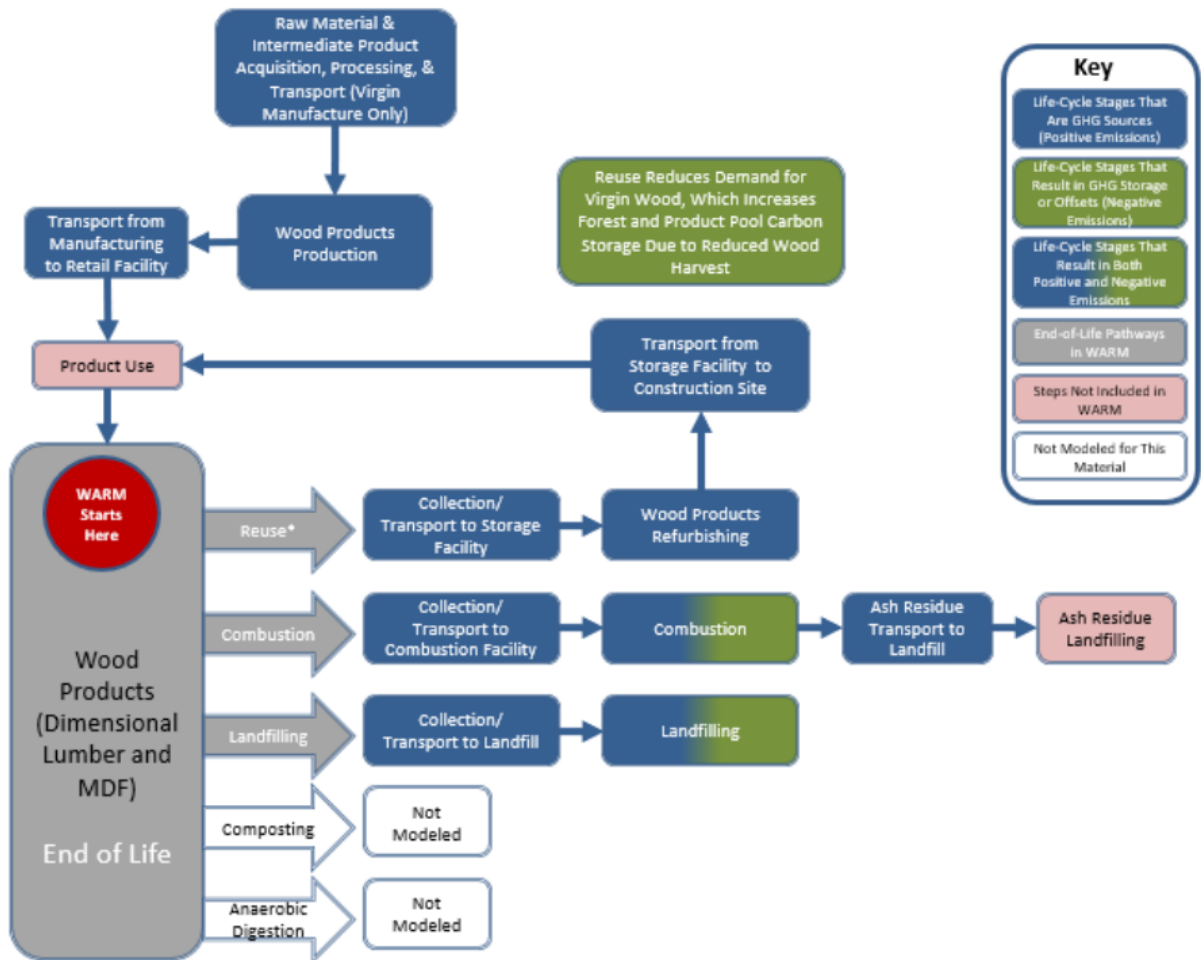 Raw Material &
Intermediate Product
Acquisition, Processing, &
Transport (Virgin
Manufacture Only)
Key
Life-Cycle Stages That
Are GHG Sources
(Positive Emissions)
Life-Cycle Stages That
Result in GHG Storage
or Offsets (Negative
Emissions)
Life-Cycle Stages That
Result in Both
Positive and Negative
Emissions
End-of-Life Pathways
in WARM
Steps Not Included in
WARM
Not Modeled for This
Material
Reuse Reduces Demand for
Virgin Wood, Which Increases
Forest and Product Pool Carbon
Storage Due to Reduced Wood
Harvest
Transport from
Manufacturing
to Retail Facility
Wood Products
Production
Product Use
Transport from
Storage Facility to
Construction Site
WARM
Starts
Here
Wood
Products
(Dimensional
Lumber and
MDF)
End of Life
Reuse*
Collection/
Transport to Storage
Facility
Wood Products
Refurbishing
Combustion
Collection/
Transport to
Combustion Facility
Combustion
Ash Residue
Transport to
Landfill
Ash Residue
Landfilling
Landfilling
Collection/
Transport to Landfill
Landfilling
Composting
Not
Modeled
Anaerobic
Digestion
Not
Modeled